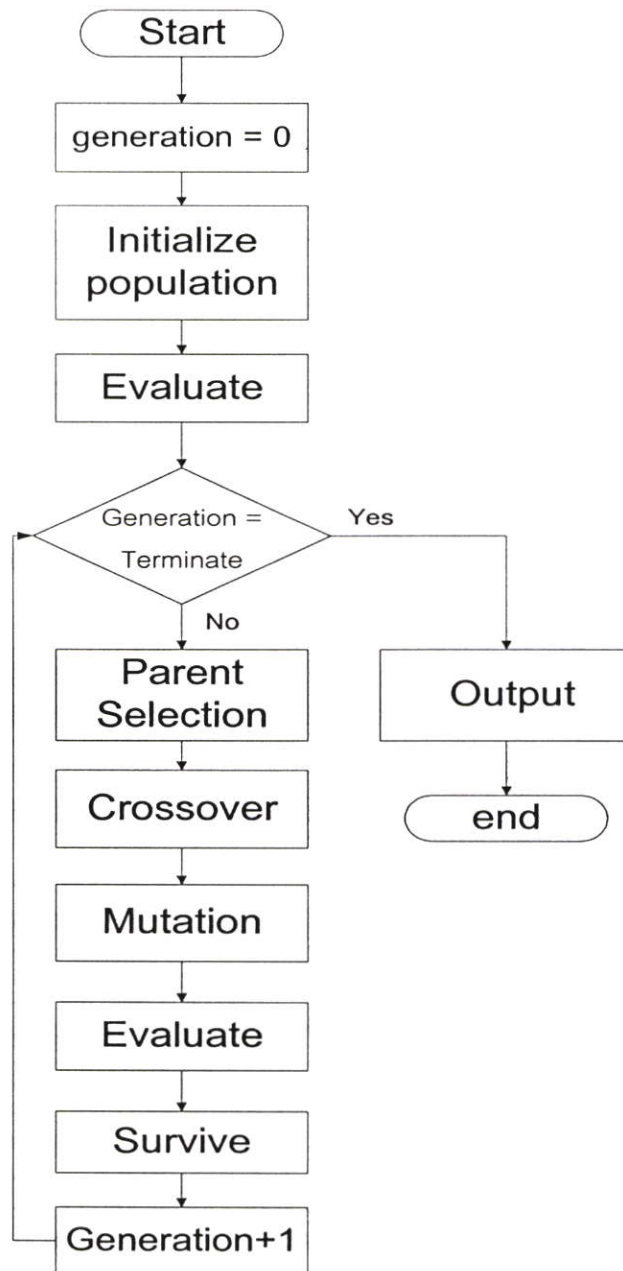 Start
generation = 0
Initialize
population
Evaluate
Generation =
Terminate
Yes
No
Parent
Selection
Output
Crossover
end
Mutation
Evaluate
Survive
Generation+1